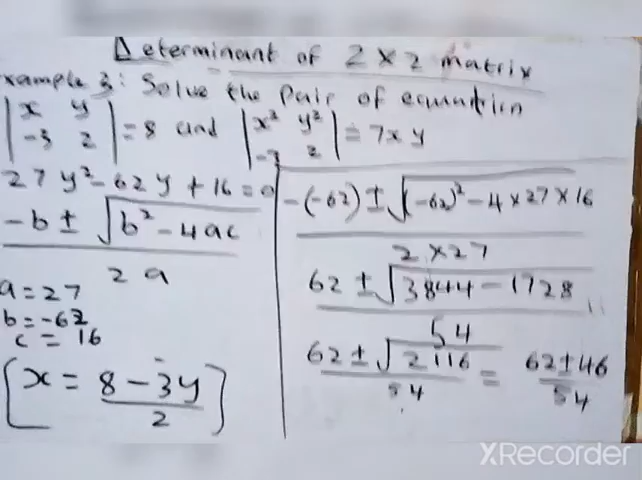 Determinant of 2 x 2 matrix
xample 3: Solve the pair of equation
| x y |
| -3 2 | = 8 and | x² y² |
| -7 2 | = 7xy
27y² - 62y + 16 = 0
-b ± √b² - 4ac
2a
a = 27
b = -62
c = 16
[x = 8 - 3y / 2]
-(-62) ± √(-62)² - 4 x 27 x 16
2 x 27
62 ± √3844 - 1728
54
62 ± √2116 / 54 = 62 ± 46 / 54
XRecorder